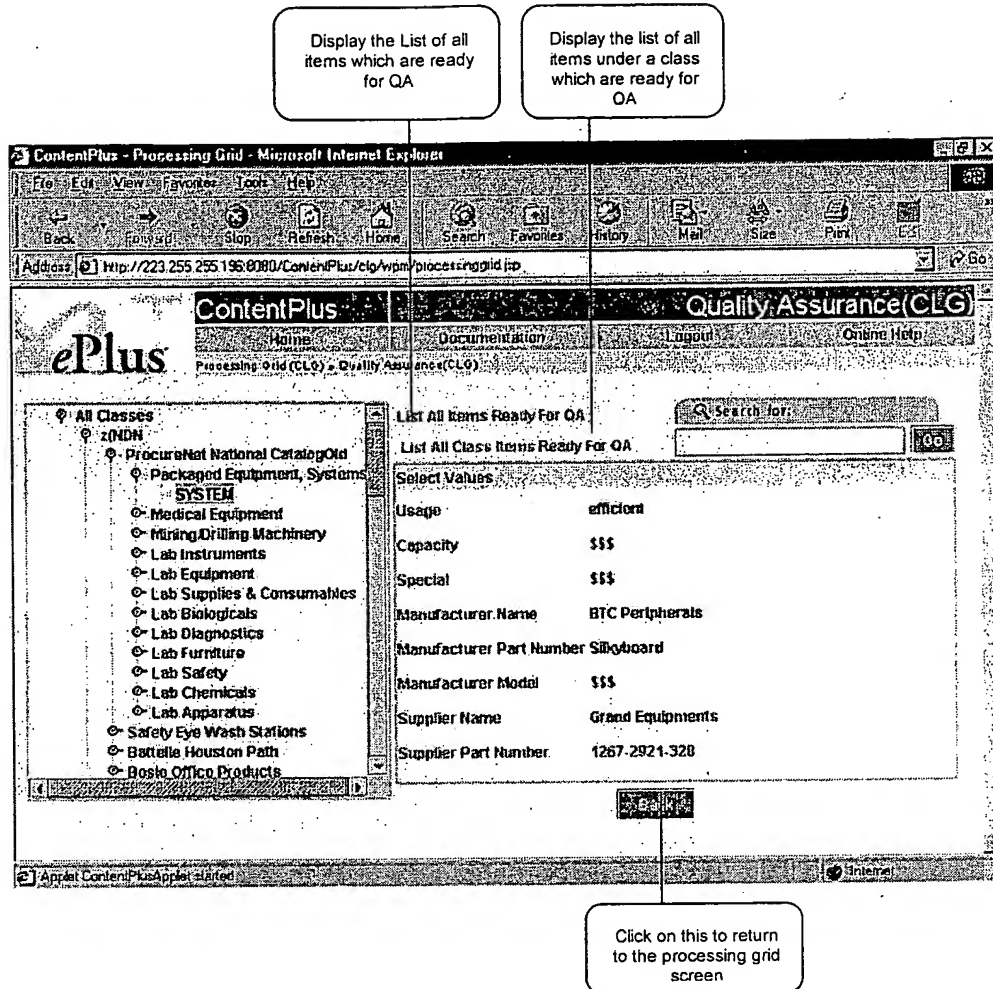 Display the List of all
items which are ready
for QA
Display the list of all
items under a class
which are ready for
QA
ContentPlus - Processing Grid - Microsoft Internet Explorer
File Edit View Favorites Tools Help
Back Forward Stop Refresh Home Search Favorites History Mail Size Print
Address http://223.255.255.196:8080/ContentPlus/clg/wpm/processinggrid.jsp Go
ContentPlus Quality Assurance(CLG)
ePlus
Home Documentation Logout Online Help
Processing Grid (CLG) » Quality Assurance(CLG)
All Classes
z(NDN
ProcureNet National CatalogOld
Packaged Equipment, Systems
SYSTEM
Medical Equipment
Mining/Drilling Machinery
Lab Instruments
Lab Equipment
Lab Supplies & Consumables
Lab Biologicals
Lab Diagnostics
Lab Furniture
Lab Safety
Lab Chemicals
Lab Apparatus
Safety Eye Wash Stations
Battelle Houston Path
Bosto Office Products
List All Items Ready For QA
Search for:
List All Class Items Ready For QA
Go
Select Values
Usage efficient
Capacity $$$
Special $$$
Manufacturer Name BTC Peripherals
Manufacturer Part Number Silkyboard
Manufacturer Model $$$
Supplier Name Grand Equipments
Supplier Part Number 1267-2921-328
Back
Applet ContentPlusApplet started Internet
Click on this to return
to the processing grid
screen